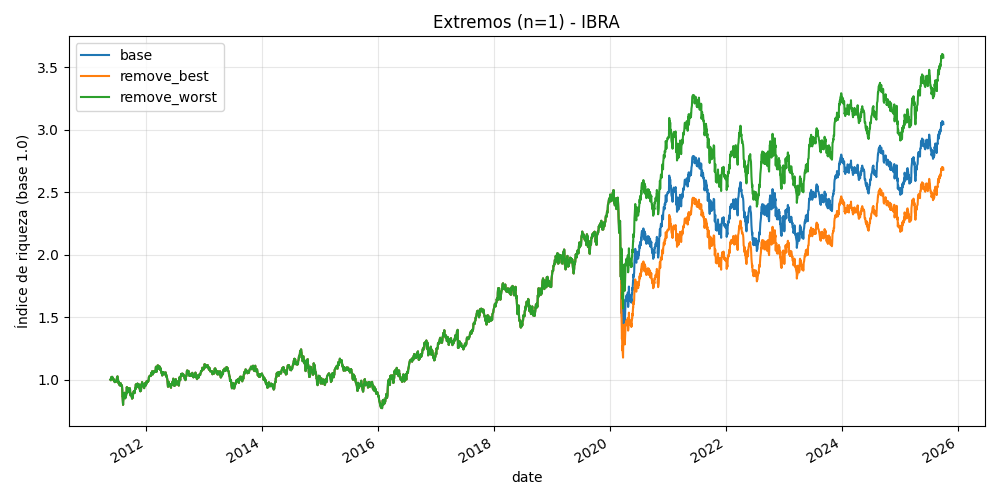 Extremos (n=1) - IBRA
base
remove_best
remove_worst
Índice de riqueza (base 1.0)
3.5
3.0
2.5
2.0
1.5
1.0
2012
2014
2016
2018
2020
2022
2024
2026
date